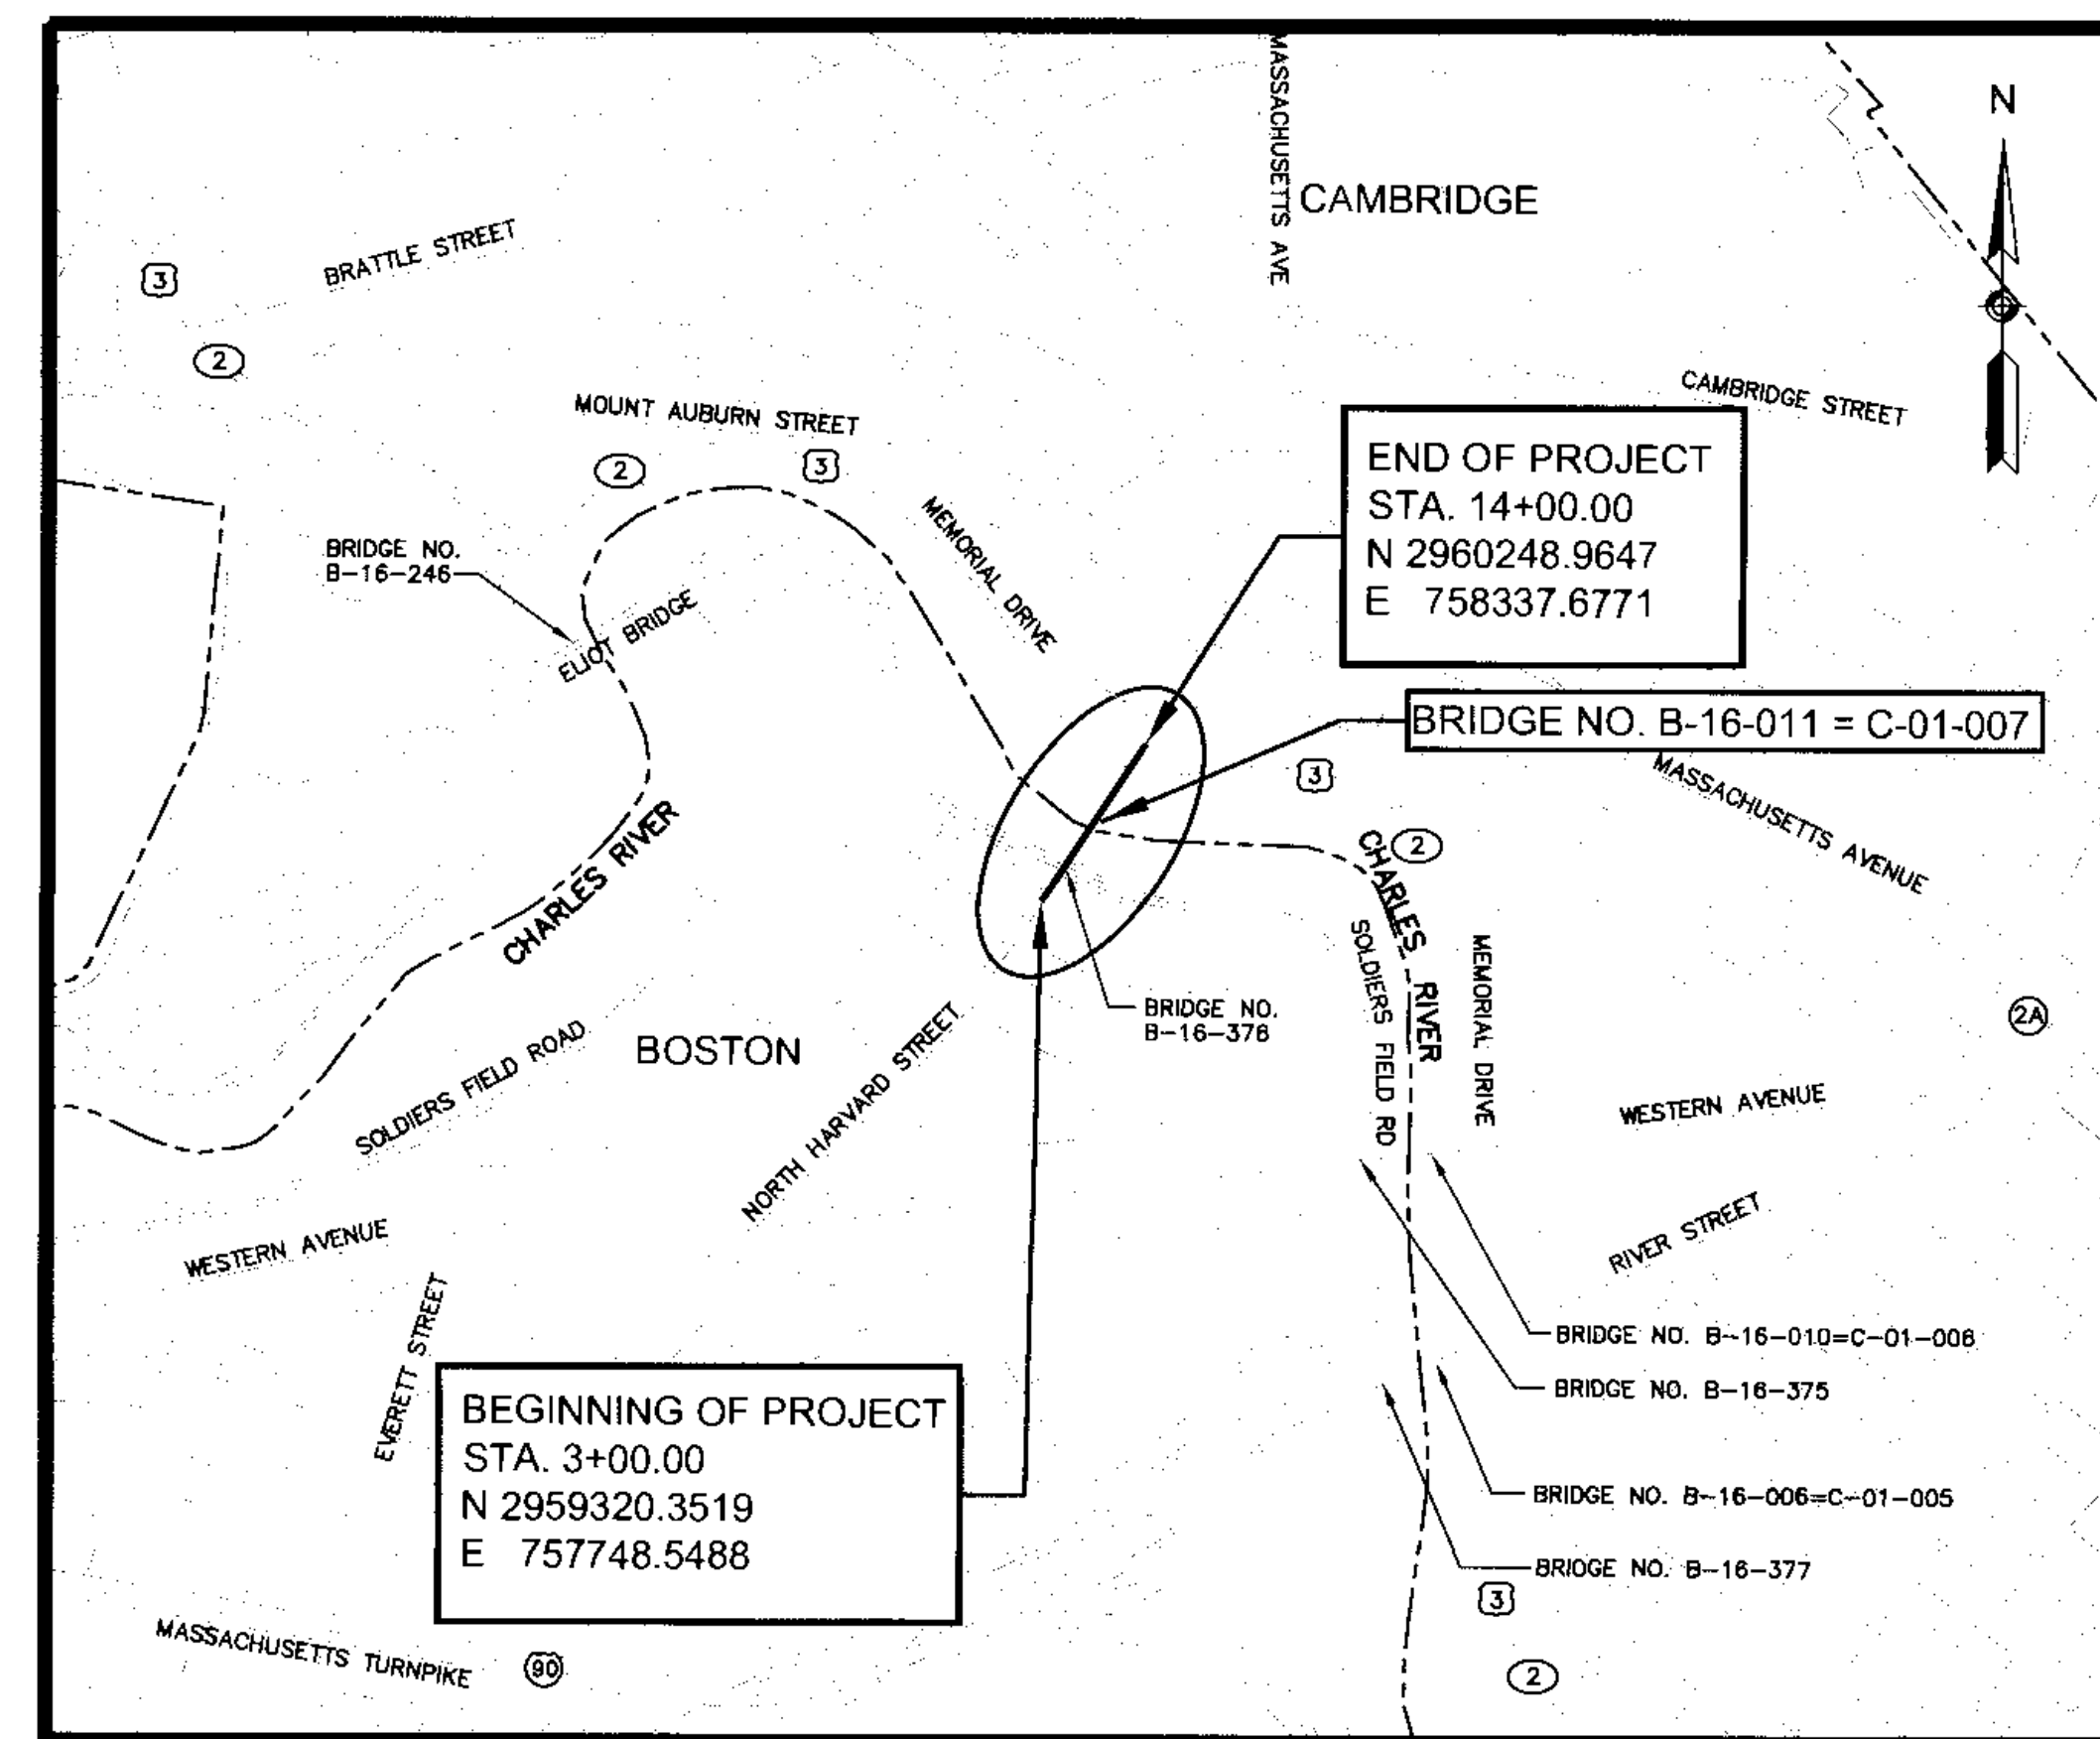 MASSACHUSETTS AVE
N
CAMBRIDGE
BRATTLE STREET
3
2
MOUNT AUBURN STREET
2
3
CAMBRIDGE STREET
END OF PROJECT
STA. 14+00.00
N 2960248.9647
E 758337.6771
MEMORIAL DRIVE
BRIDGE NO.
B-16-246
ELIOT BRIDGE
BRIDGE NO. B-16-011 = C-01-007
3
MASSACHUSETTS AVENUE
2
CHARLES RIVER
CHARLES RIVER
SOLDIERS FIELD RD
MEMORIAL DRIVE
BRIDGE NO.
B-16-376
2A
BOSTON
SOLDIERS FIELD ROAD
NORTH HARVARD STREET
WESTERN AVENUE
RIVER STREET
WESTERN AVENUE
EVERETT STREET
BRIDGE NO. B-16-010=C-01-006
BRIDGE NO. B-16-375
BEGINNING OF PROJECT
STA. 3+00.00
N 2959320.3519
E 757748.5488
BRIDGE NO. B-16-006=C-01-005
BRIDGE NO. B-16-377
3
MASSACHUSETTS TURNPIKE
90
2